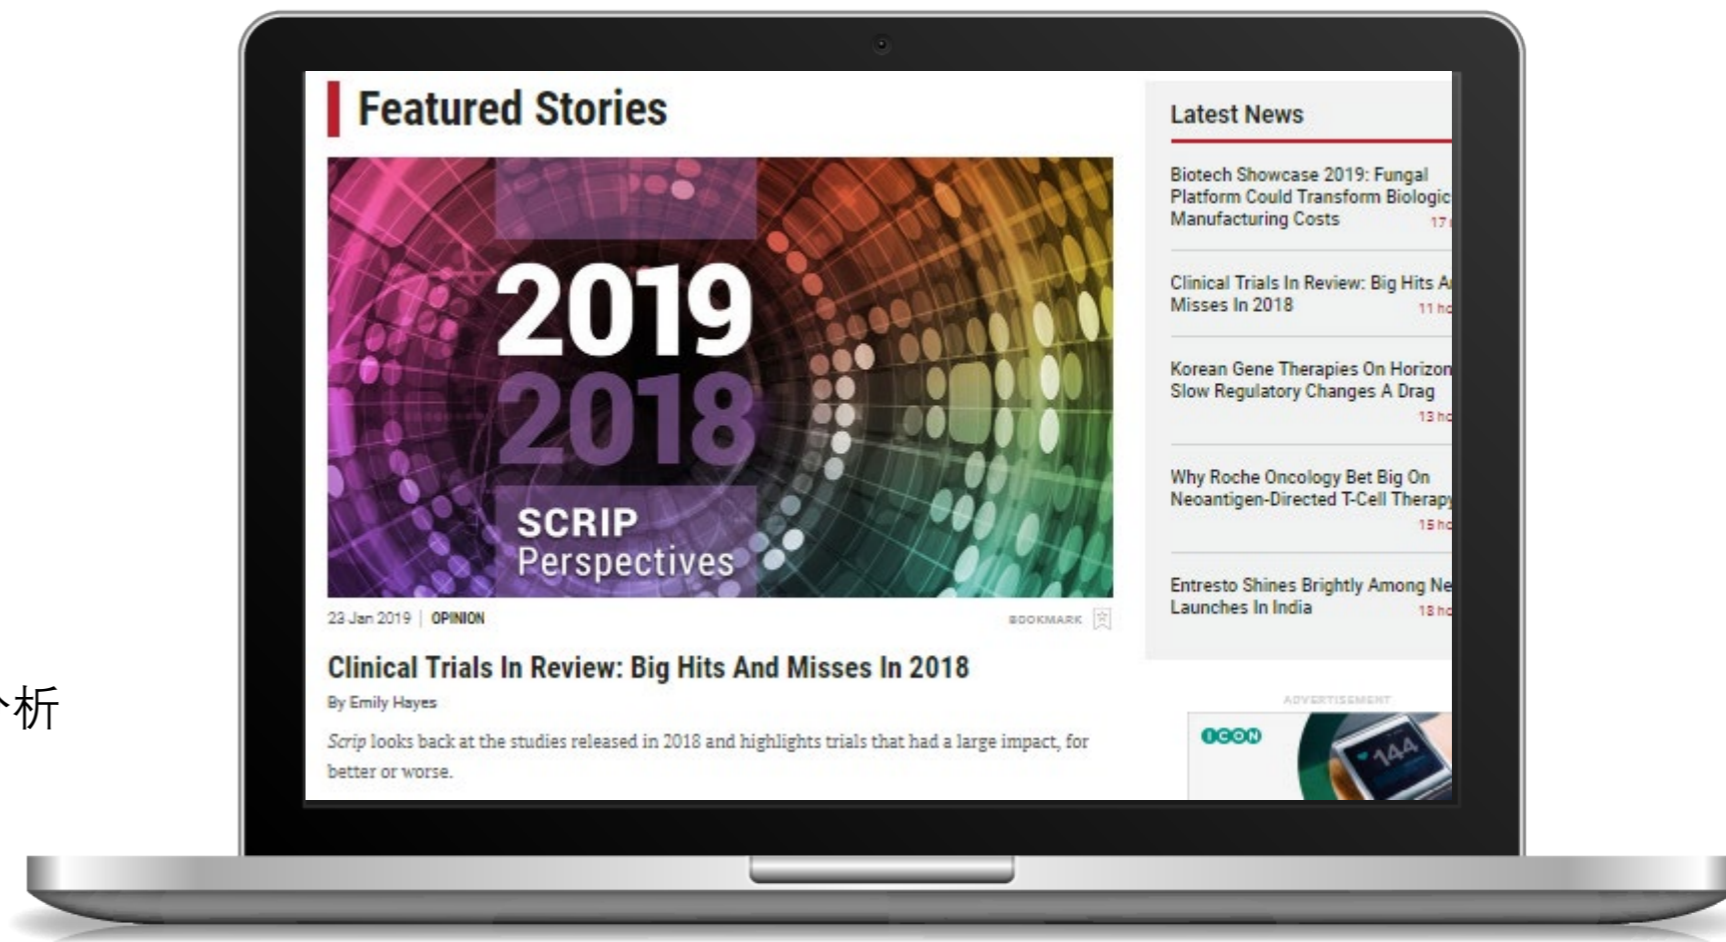 Featured Stories
2019
2018
SCRIP
Perspectives
23 Jan 2019 | OPINION
BOOKMARK
Clinical Trials In Review: Big Hits And Misses In 2018
By Emily Hayes
Scrip looks back at the studies released in 2018 and highlights trials that had a large impact, for
better or worse.
Latest News
Biotech Showcase 2019: Fungal
Platform Could Transform Biologic
Manufacturing Costs 17
Clinical Trials In Review: Big Hits
Misses In 2018 11
Korean Gene Therapies On Horizon
Slow Regulatory Changes A Drag
13
Why Roche Oncology Bet Big On
Neoantigen-Directed T-Cell Therapy
15
Entresto Shines Brightly Among
Launches In India 18
ADVERTISEMENT
ICON
144
析